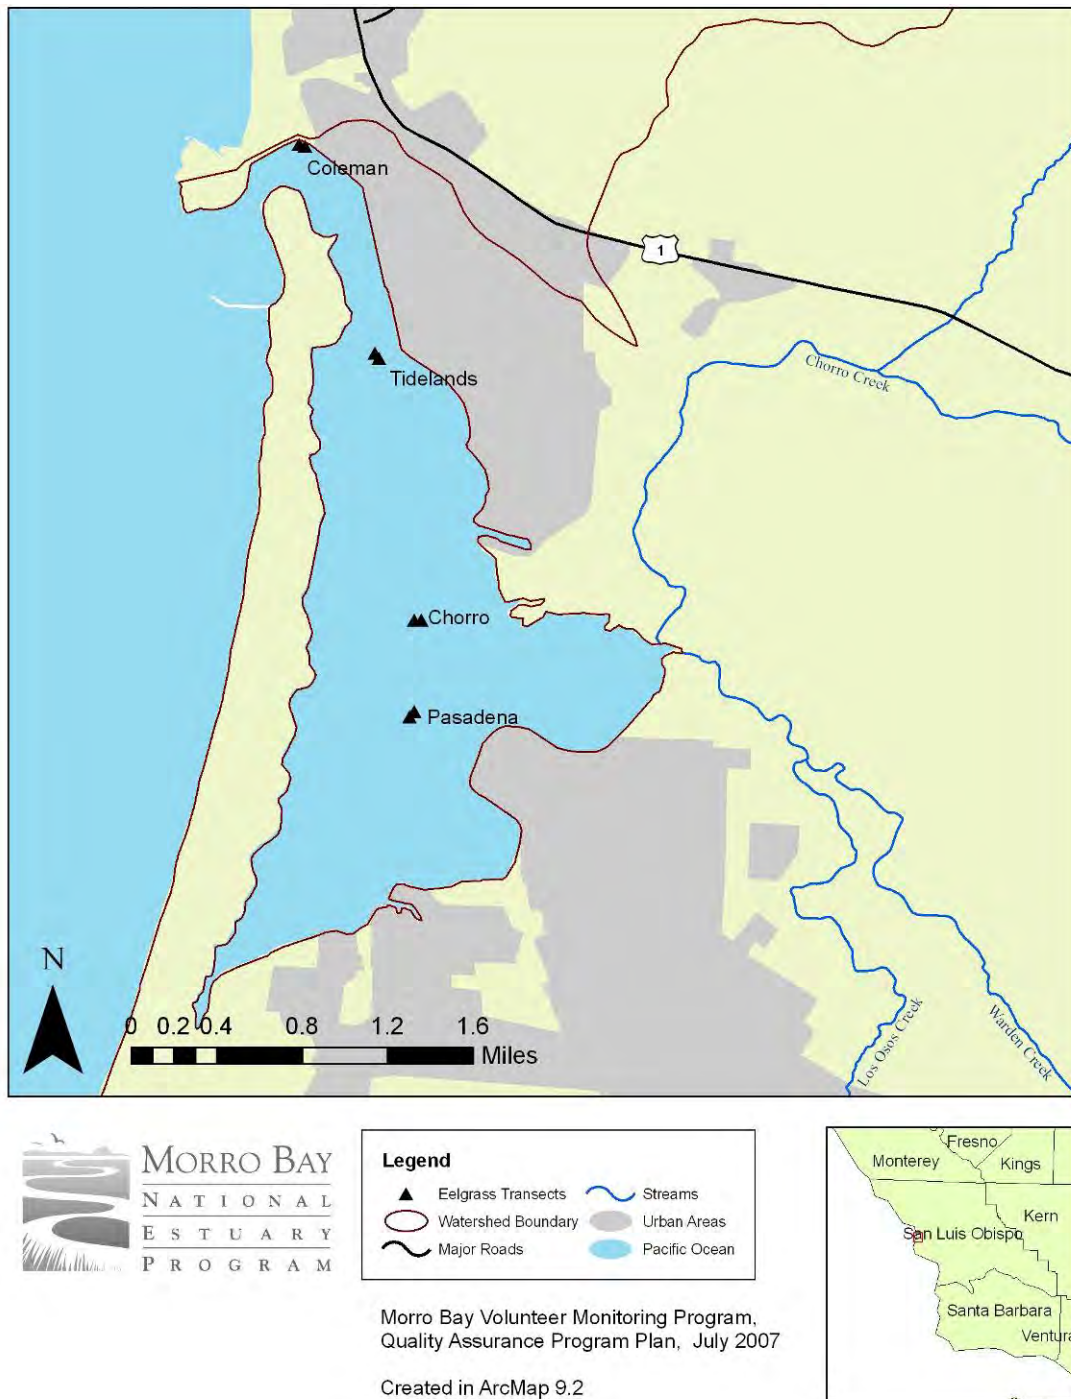 Coleman
1
Tidelands
Chorro Creek
Chorro
Pasadena
N
0 0.2 0.4 0.8 1.2 1.6
Miles
Los Osos Creek
Warden Creek
MORRO BAY
NATIONAL
ESTUARY
PROGRAM
Legend
Eelgrass Transects
Streams
Watershed Boundary
Urban Areas
Major Roads
Pacific Ocean
Morro Bay Volunteer Monitoring Program,
Quality Assurance Program Plan, July 2007
Created in ArcMap 9.2
Fresno
Monterey
Kings
Kern
San Luis Obispo
Santa Barbara
Ventura